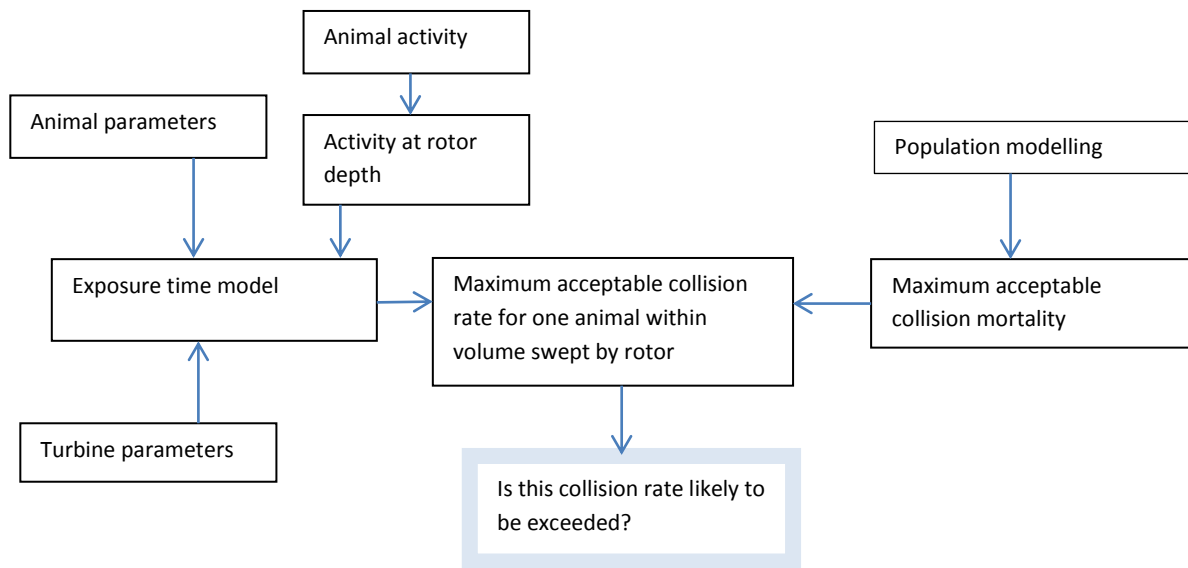 Animal activity
Animal parameters
Activity at rotor
depth
Population modelling
Exposure time model
Maximum acceptable collision
rate for one animal within
volume swept by rotor
Maximum acceptable
collision mortality
Turbine parameters
Is this collision rate likely to
be exceeded?